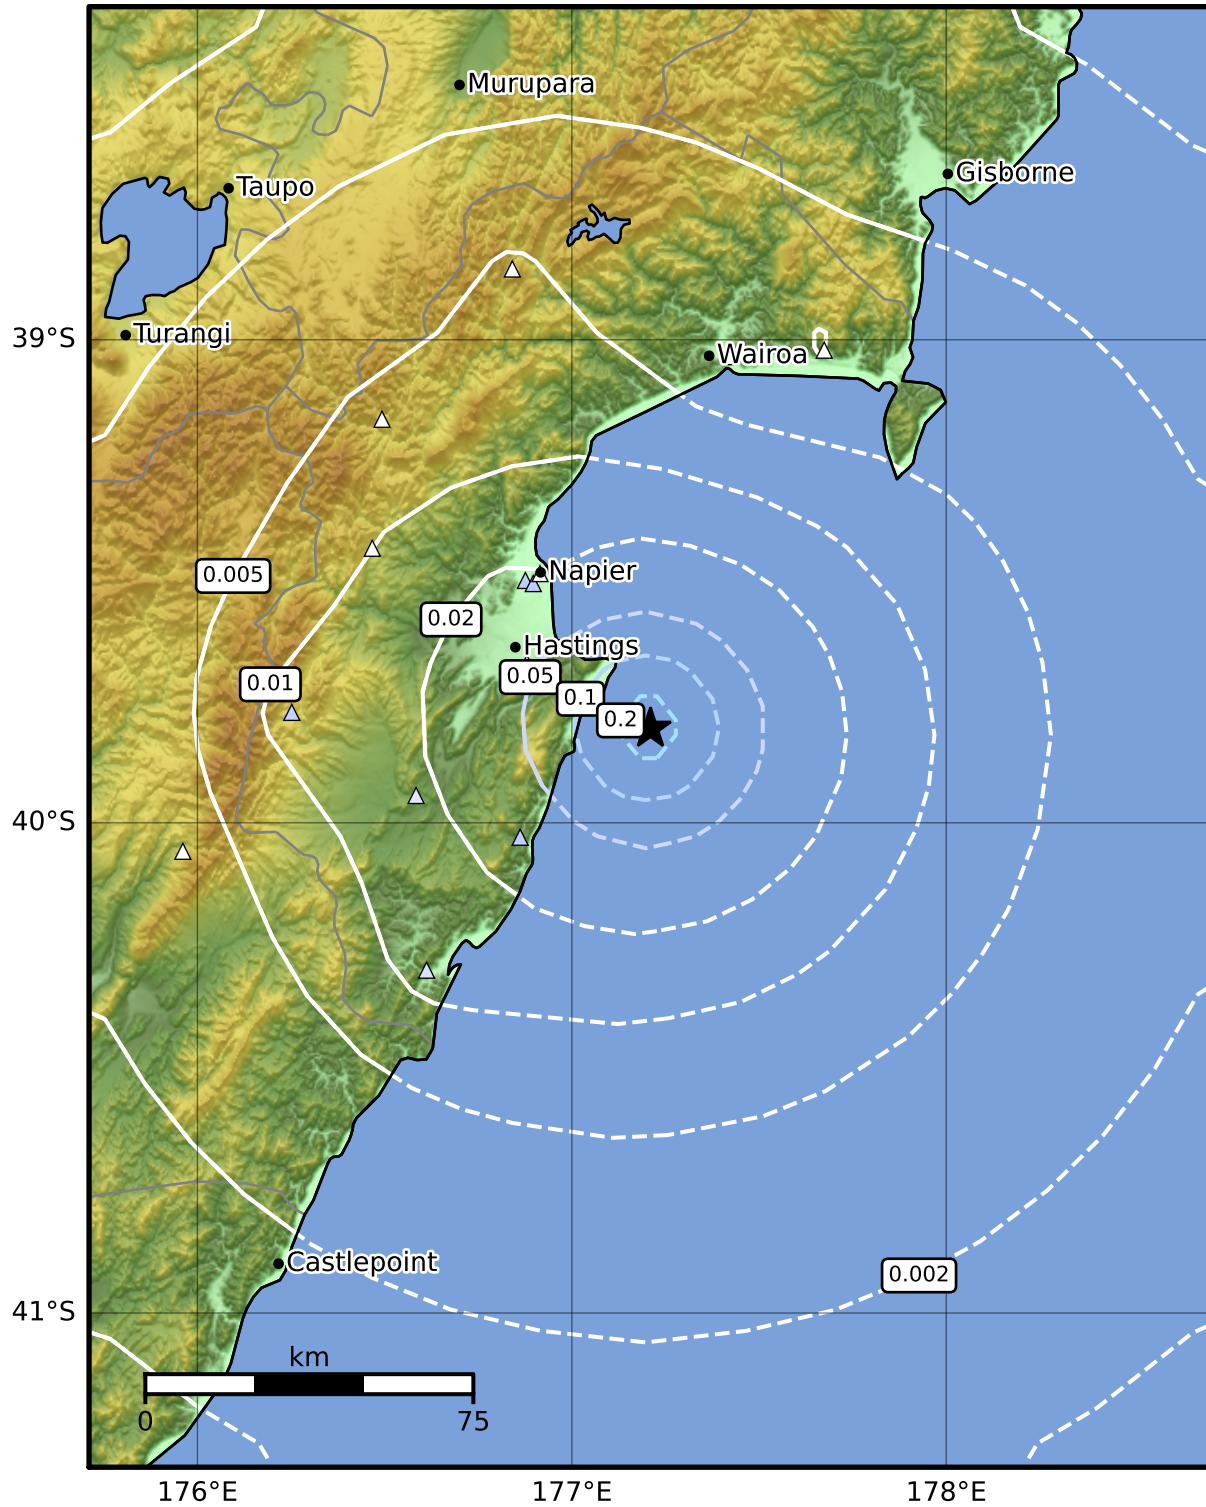 Murupara
Gisborne
Taupo
Turangi
39°S
Wairoa
0.005
Napier
0.02
Hastings
0.05
0.01
0.1
0.2
40°S
Castlepoint
0.002
41°S
km
0
75
176°E
177°E
178°E